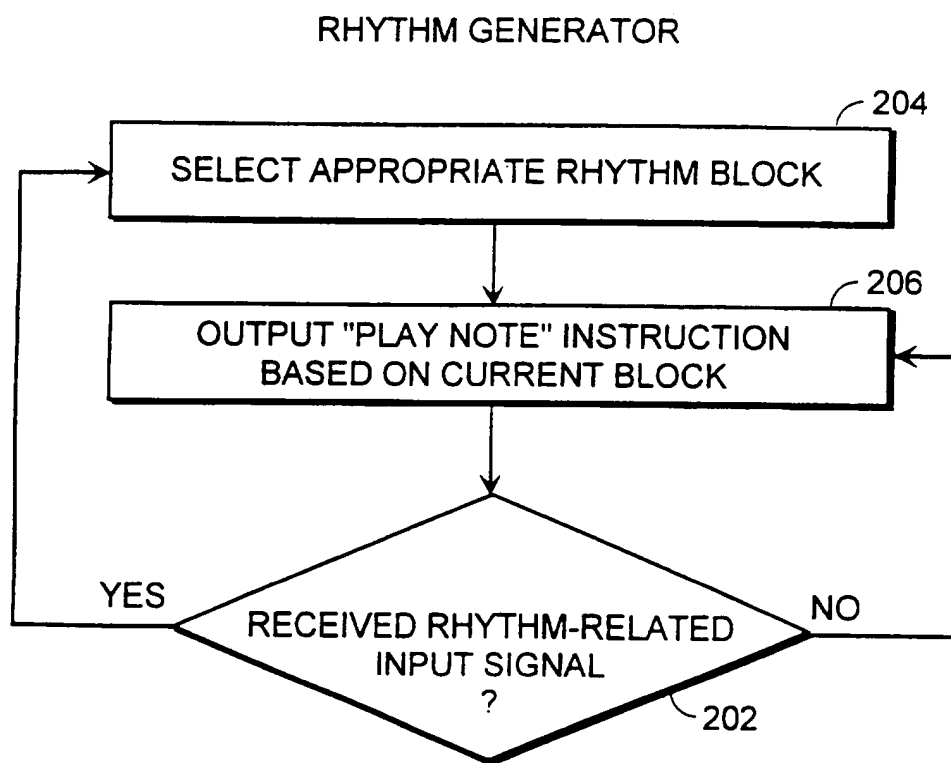 RHYTHM GENERATOR
204
SELECT APPROPRIATE RHYTHM BLOCK
206
OUTPUT "PLAY NOTE" INSTRUCTION
BASED ON CURRENT BLOCK
YES
NO
RECEIVED RHYTHM-RELATED
INPUT SIGNAL
?
202